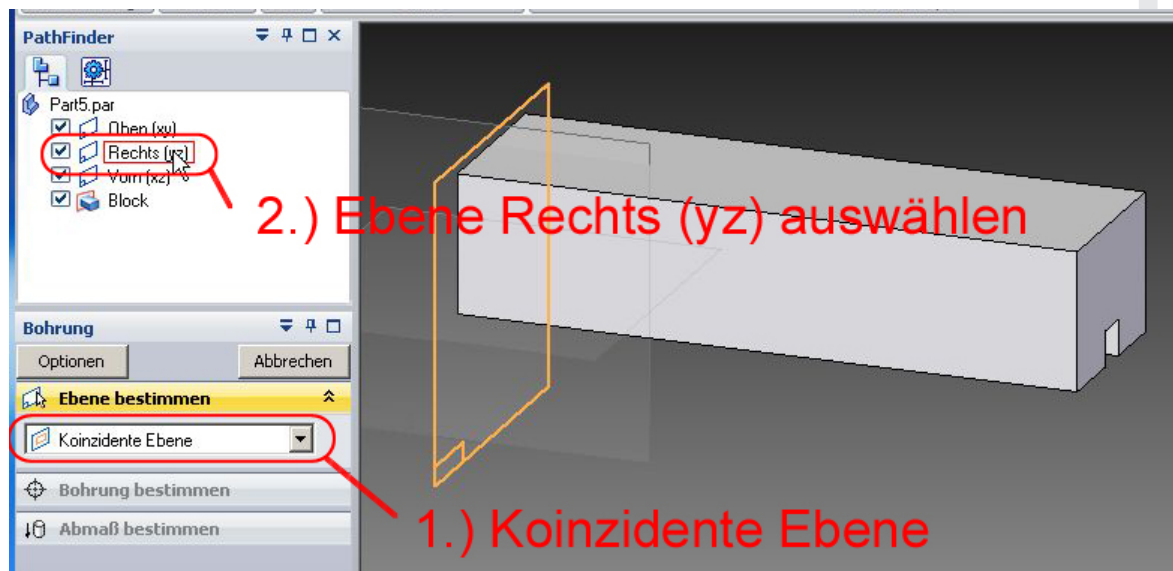 PathFinder
Part5.par
Oben (xy)
Rechts (yz)
Vorn (xz)
Block
2.) Ebene Rechts (yz) auswählen
Bohrung
Optionen
Abbrechen
Ebene bestimmen
Koinzidente Ebene
Bohrung bestimmen
Abmaß bestimmen
1.) Koinzidente Ebene